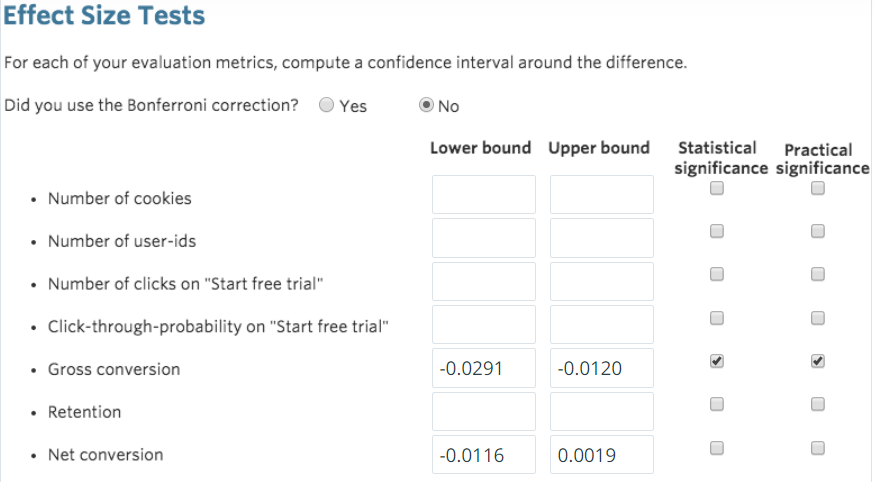 Effect Size Tests
For each of your evaluation metrics, compute a confidence interval around the difference.
Did you use the Bonferroni correction? Yes No
Lower bound Upper bound Statistical significance Practical significance
• Number of cookies
• Number of user-ids
• Number of clicks on "Start free trial"
• Click-through-probability on "Start free trial"
• Gross conversion -0.0291 -0.0120
• Retention
• Net conversion -0.0116 0.0019